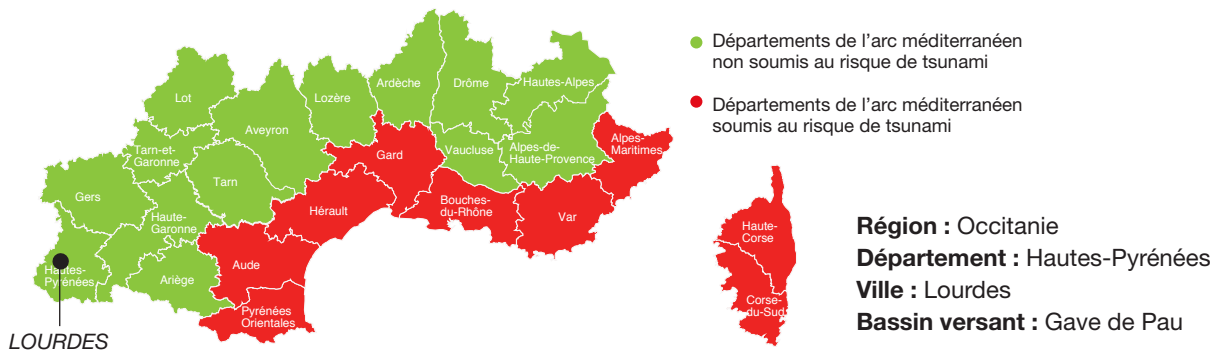 Départements de l'arc méditerranéen
non soumis au risque de tsunami
Départements de l'arc méditerranéen
soumis au risque de tsunami
Lot
Lozère
Ardèche
Drôme
Hautes-Alpes
Aveyron
Tarn-et-
Garonne
Gard
Vaucluse
Alpes-de-
Haute-Provence
Alpes-
Maritimes
Gers
Tarn
Hérault
Bouches-
du-Rhône
Var
Haute-
Garonne
Hautes-
Pyrénées
Ariège
Aude
Pyrénées
Orientales
Haute-
Corse
Corse-
du-Sud
LOURDES
Région : Occitanie
Département : Hautes-Pyrénées
Ville : Lourdes
Bassin versant : Gave de Pau